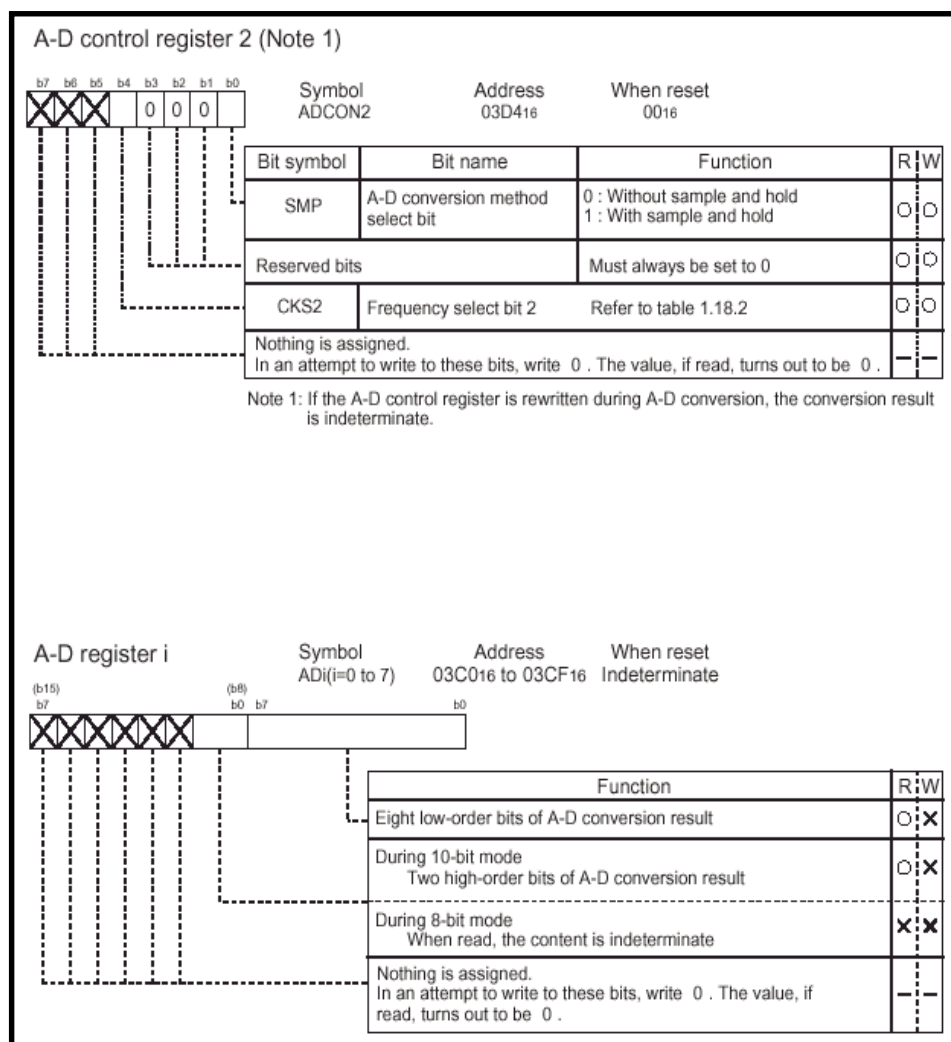 A-D control register 2 (Note 1)
b7 b6 b5 b4 b3 b2 b1 b0
0 0 0
Symbol Address When reset
ADCON2 03D416 0016
Bit symbol Bit name Function R W
SMP A-D conversion method select bit 0 : Without sample and hold
1 : With sample and hold
Reserved bits Must always be set to 0
CKS2 Frequency select bit 2 Refer to table 1.18.2
Nothing is assigned.
In an attempt to write to these bits, write 0 . The value, if read, turns out to be 0 .
Note 1: If the A-D control register is rewritten during A-D conversion, the conversion result
is indeterminate.
A-D register i
Symbol Address When reset
ADi(i=0 to 7) 03C016 to 03CF16 Indeterminate
(b15) (b8)
b7 b0 b7 b0
Function R W
Eight low-order bits of A-D conversion result
During 10-bit mode
Two high-order bits of A-D conversion result
During 8-bit mode
When read, the content is indeterminate
Nothing is assigned.
In an attempt to write to these bits, write 0 . The value, if
read, turns out to be 0 .